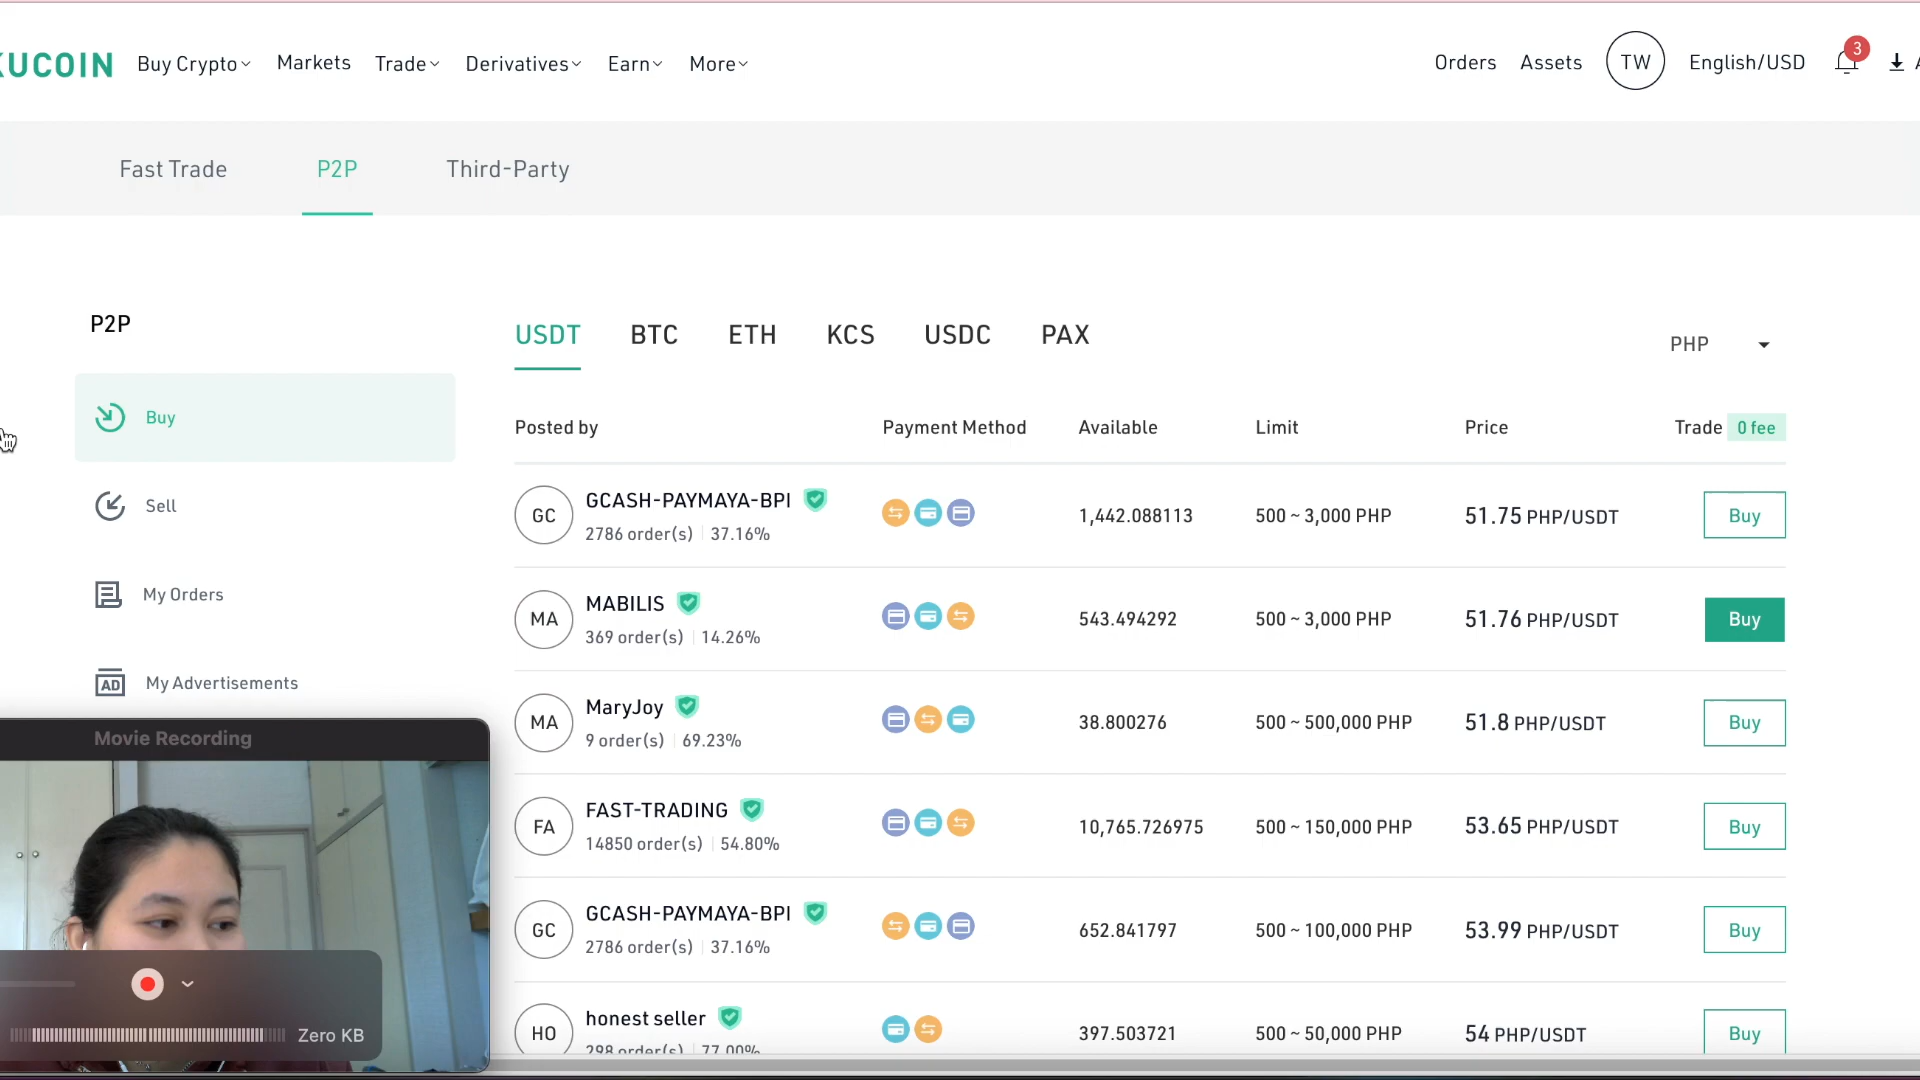 KUCOIN Buy Crypto Markets Trade Derivatives Earn More Orders Assets TW English/USD 3
Fast Trade P2P Third-Party
P2P
USDT BTC ETH KCS USDC PAX PHP
Buy
Sell
My Orders
AD My Advertisements
Posted by Payment Method Available Limit Price Trade 0 fee
GC GCASH-PAYMAYA-BPI 1,442.088113 500 ~ 3,000 PHP 51.75 PHP/USDT Buy
2786 order(s) 37.16%
MA MABILIS 543.494292 500 ~ 3,000 PHP 51.76 PHP/USDT Buy
369 order(s) 14.26%
MA MaryJoy 38.800276 500 ~ 500,000 PHP 51.8 PHP/USDT Buy
9 order(s) 69.23%
FA FAST-TRADING 10,765.726975 500 ~ 150,000 PHP 53.65 PHP/USDT Buy
14850 order(s) 54.80%
GC GCASH-PAYMAYA-BPI 652.841797 500 ~ 100,000 PHP 53.99 PHP/USDT Buy
2786 order(s) 37.16%
HO honest seller 397.503721 500 ~ 50,000 PHP 54 PHP/USDT Buy
298 order(s) 77.00%
Movie Recording
Zero KB